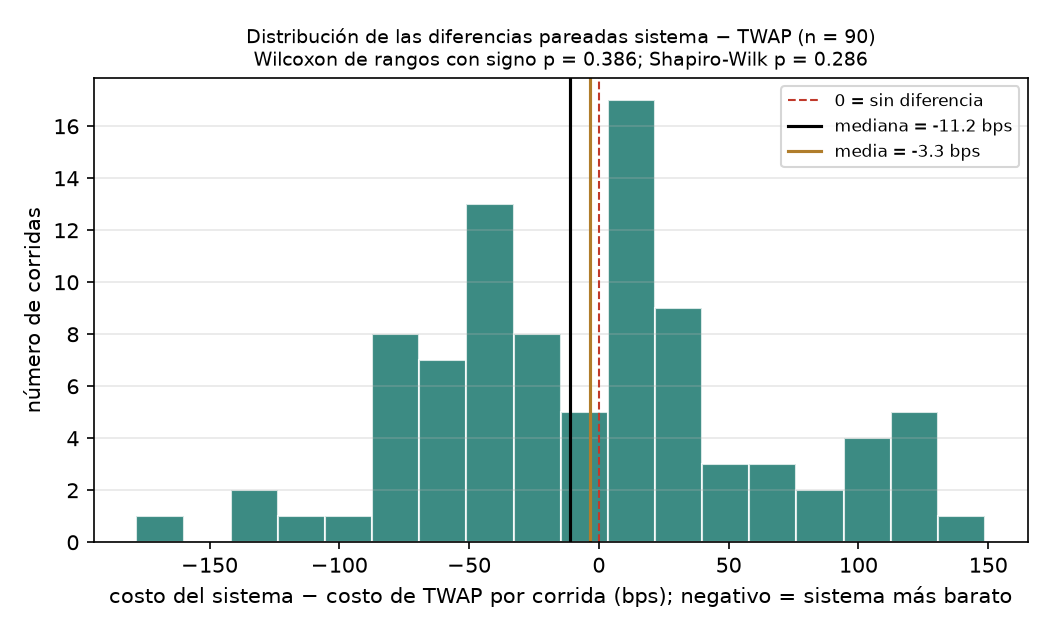 Distribución de las diferencias pareadas sistema − TWAP (n = 90)
Wilcoxon de rangos con signo p = 0.386; Shapiro-Wilk p = 0.286
0 = sin diferencia
mediana = -11.2 bps
media = -3.3 bps
número de corridas
16
14
12
10
8
6
4
2
0
−150 −100 −50 0 50 100 150
costo del sistema − costo de TWAP por corrida (bps); negativo = sistema más barato